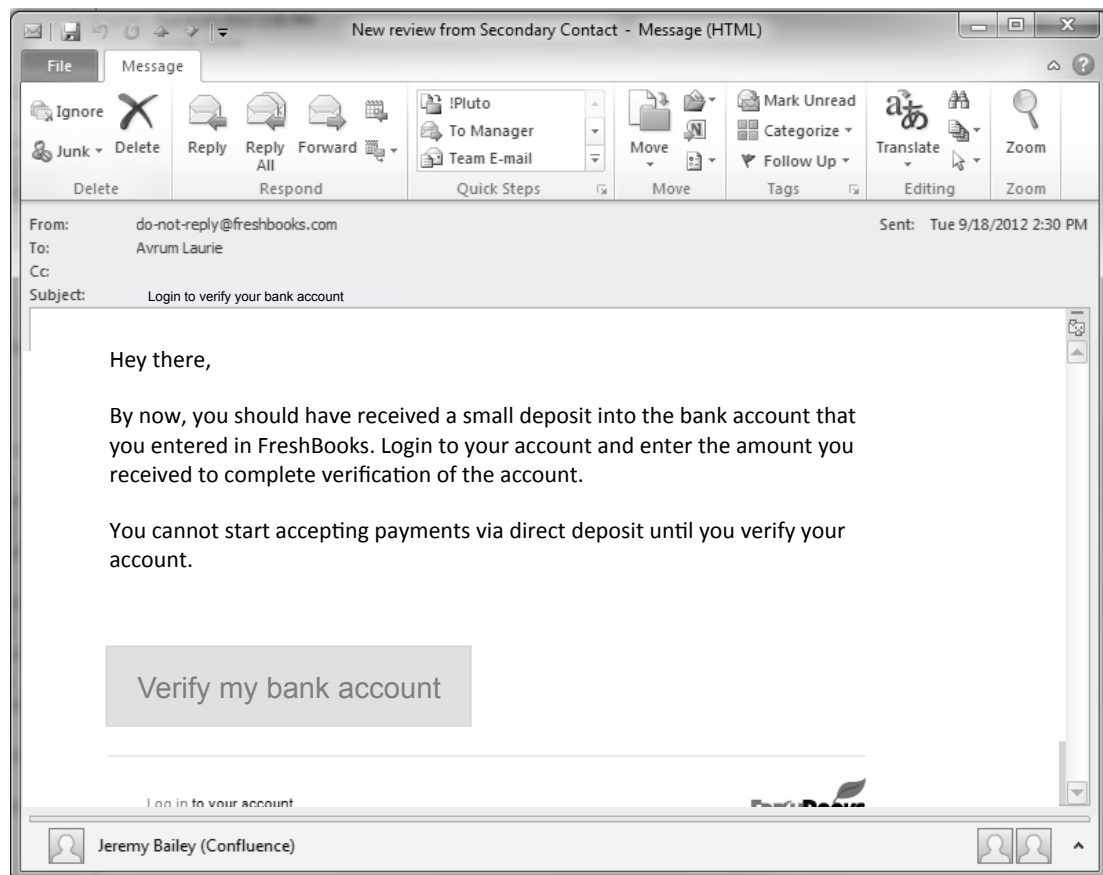 New review from Secondary Contact - Message (HTML)
File Message
Ignore
Junk
Delete
Reply
Reply All
Forward
!Pluto
To Manager
Team E-mail
Move
Mark Unread
Categorize
Follow Up
Translate
Zoom
Delete Respond Quick Steps Move Tags Editing Zoom
From: do-not-reply@freshbooks.com Sent: Tue 9/18/2012 2:30 PM
To: Avrum Laurie
Cc:
Subject: Login to verify your bank account
Hey there,
By now, you should have received a small deposit into the bank account that
you entered in FreshBooks. Login to your account and enter the amount you
received to complete verification of the account.
You cannot start accepting payments via direct deposit until you verify your
account.
Verify my bank account
Log in to your account FreshBooks
Jeremy Bailey (Confluence)